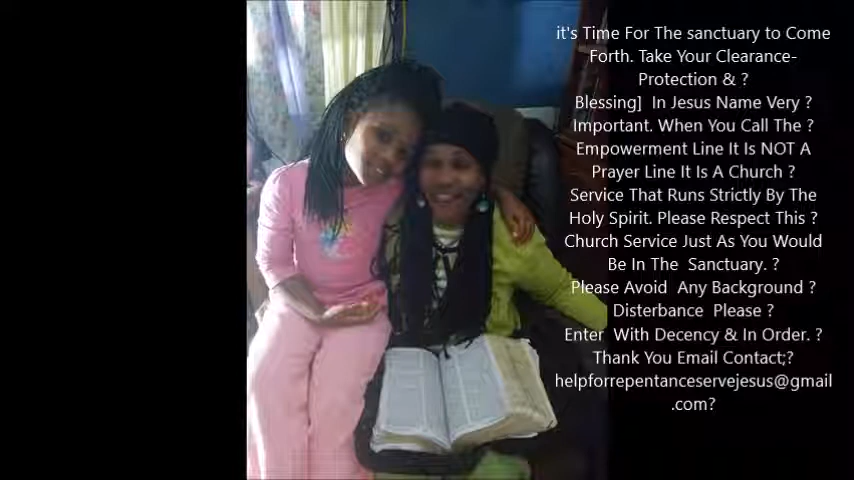 it's Time For The sanctuary to Come
Forth. Take Your Clearance-
Protection & ?
Blessing]  In Jesus Name Very ?
Important. When You Call The ?
Empowerment Line It Is NOT A
Prayer Line It Is A Church ?
Service That Runs Strictly By The
Holy Spirit. Please Respect This ?
Church Service Just As You Would
Be In The  Sanctuary. ?
Please Avoid  Any Background ?
Disterbance  Please ?
Enter  With Decency & In Order. ?
Thank You Email Contact;?
helpforrepentanceservejesus@gmail
.com?